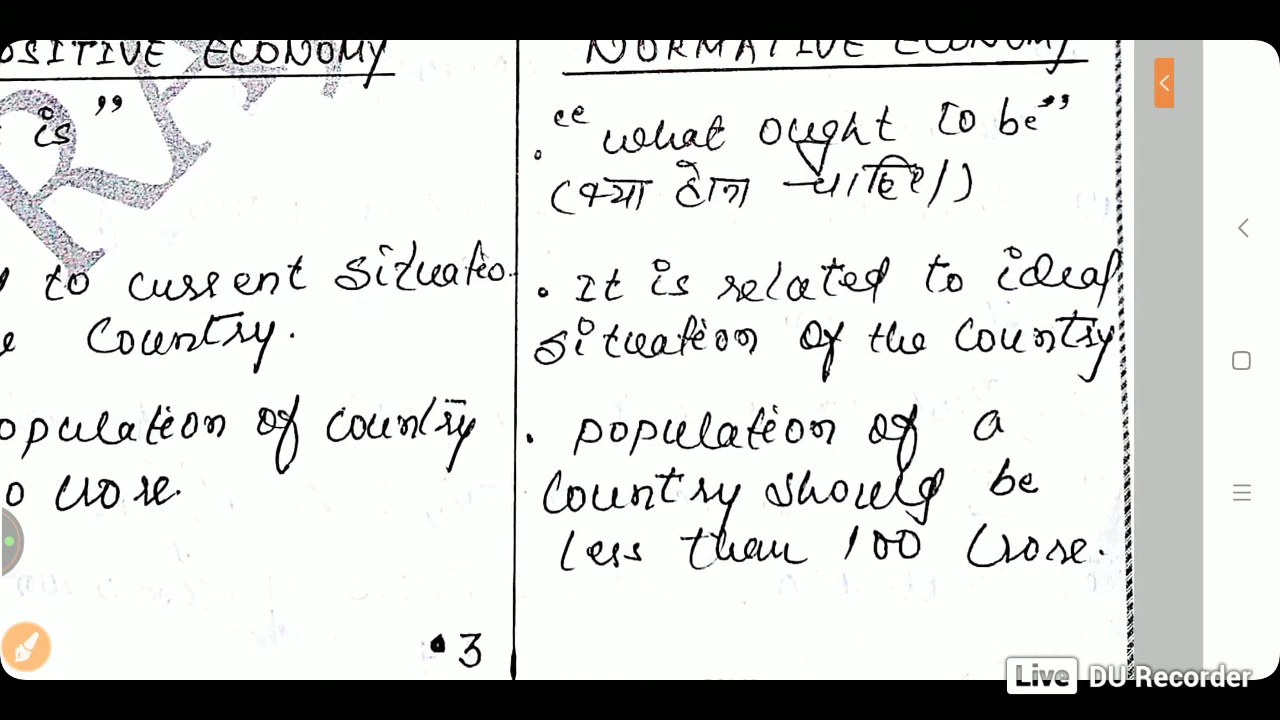 OSITIVE ECONOMY
is”
to current situatio
Country.
opulation of country
0 crore.
NORMATIVE ECONOMY
. “what ought to be”
(क्या होना चाहिए।)
• It is related to ideal
situation of the country
. population of a
country should be
less than 100 crore.
• 3
Live DU Recorder